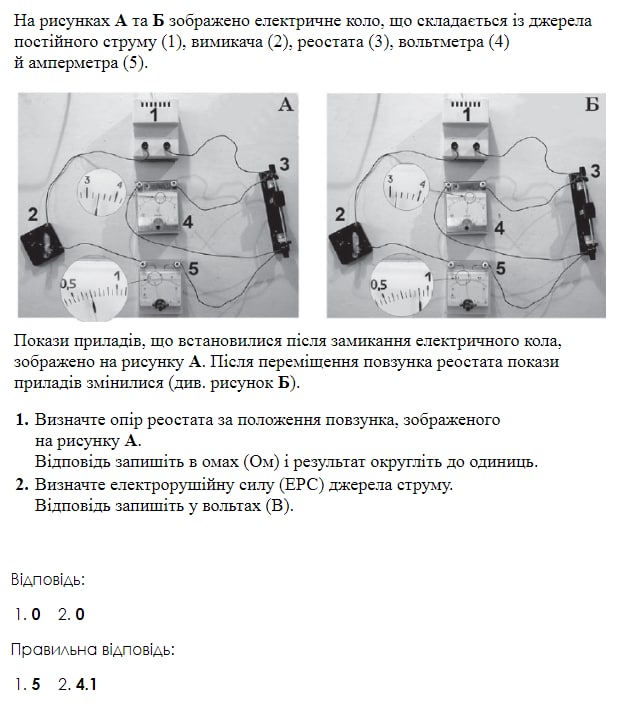 На рисунках А та Б зображено електричне коло, що складається із джерела
постійного струму (1), вимикача (2), реостата (3), вольтметра (4)
й амперметра (5).
А
1
3
3 4
2
4
5
0,5 1
Б
1
3
3 4
2
4
5
0,5 1
Покази приладів, що встановилися після замикання електричного кола,
зображено на рисунку А. Після переміщення повзунка реостата покази
приладів змінилися (див. рисунок Б).
1. Визначте опір реостата за положення повзунка, зображеного
на рисунку А.
Відповідь запишіть в омах (Ом) і результат округліть до одиниць.
2. Визначте електрорушійну силу (ЕРС) джерела струму.
Відповідь запишіть у вольтах (В).
Відповідь:
1. 0 2. 0
Правильна відповідь:
1. 5 2. 4.1